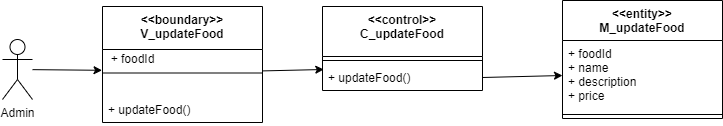 Admin
<<boundary>>
V_updateFood
+ foodId
+ updateFood()
<<control>>
C_updateFood
+ updateFood()
<<entity>>
M_updateFood
+ foodId
+ name
+ description
+ price